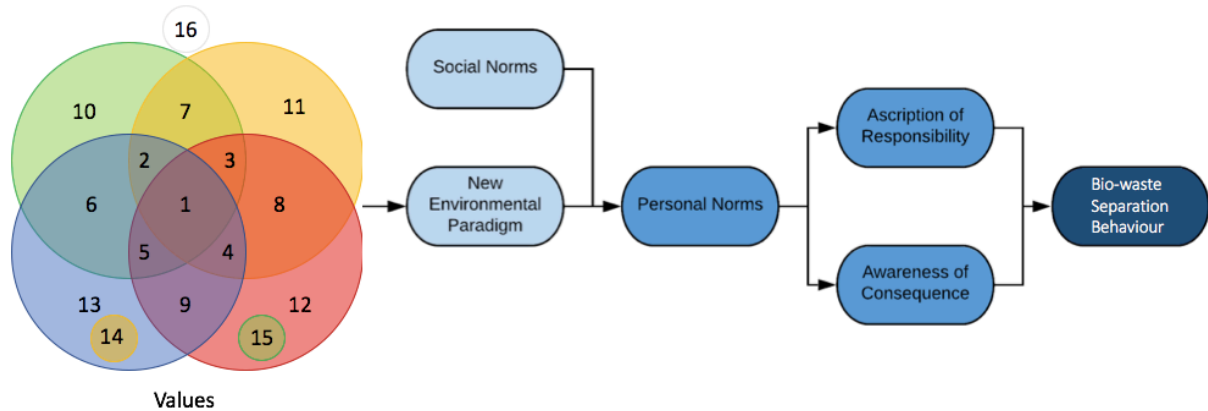 16
10
7
11
2
3
6
1
8
5
4
13
9
12
14
15
Values
Social Norms
New
Environmental
Paradigm
Personal Norms
Ascription of
Responsibility
Awareness of
Consequence
Bio-waste
Separation
Behaviour